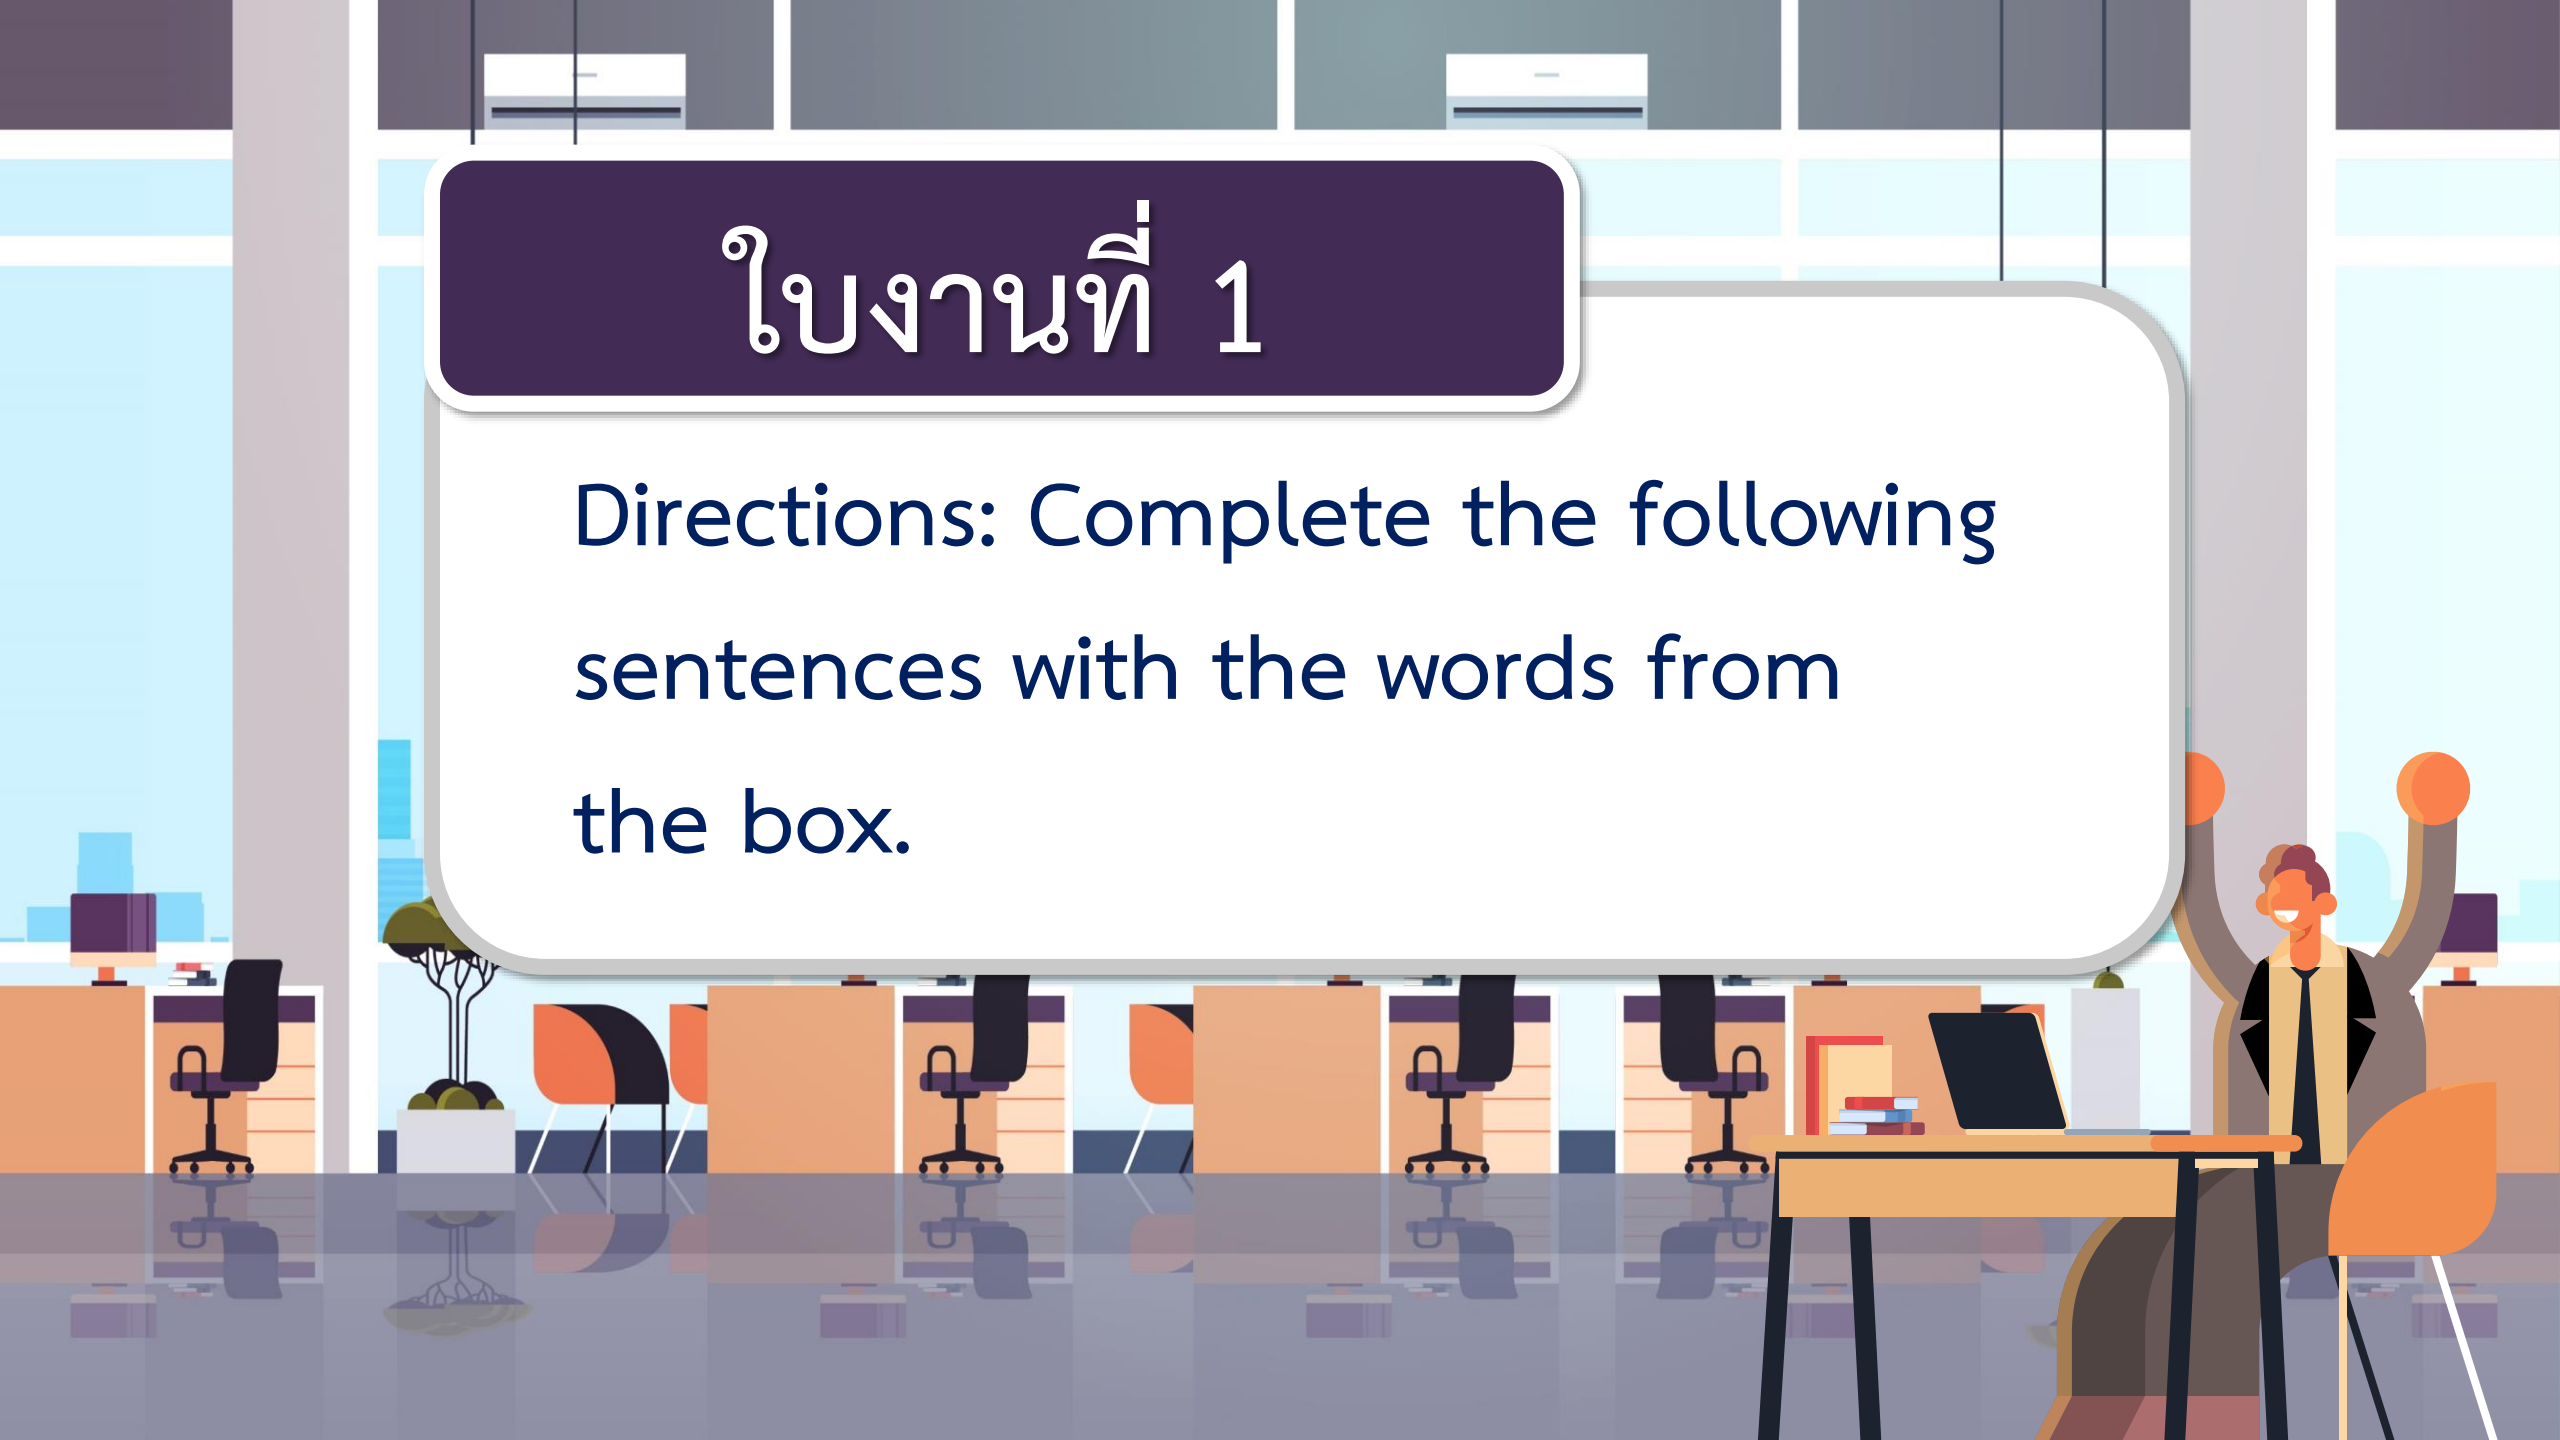 ใบงานที่ 1
Directions: Complete the following
sentences with the words from
the box.